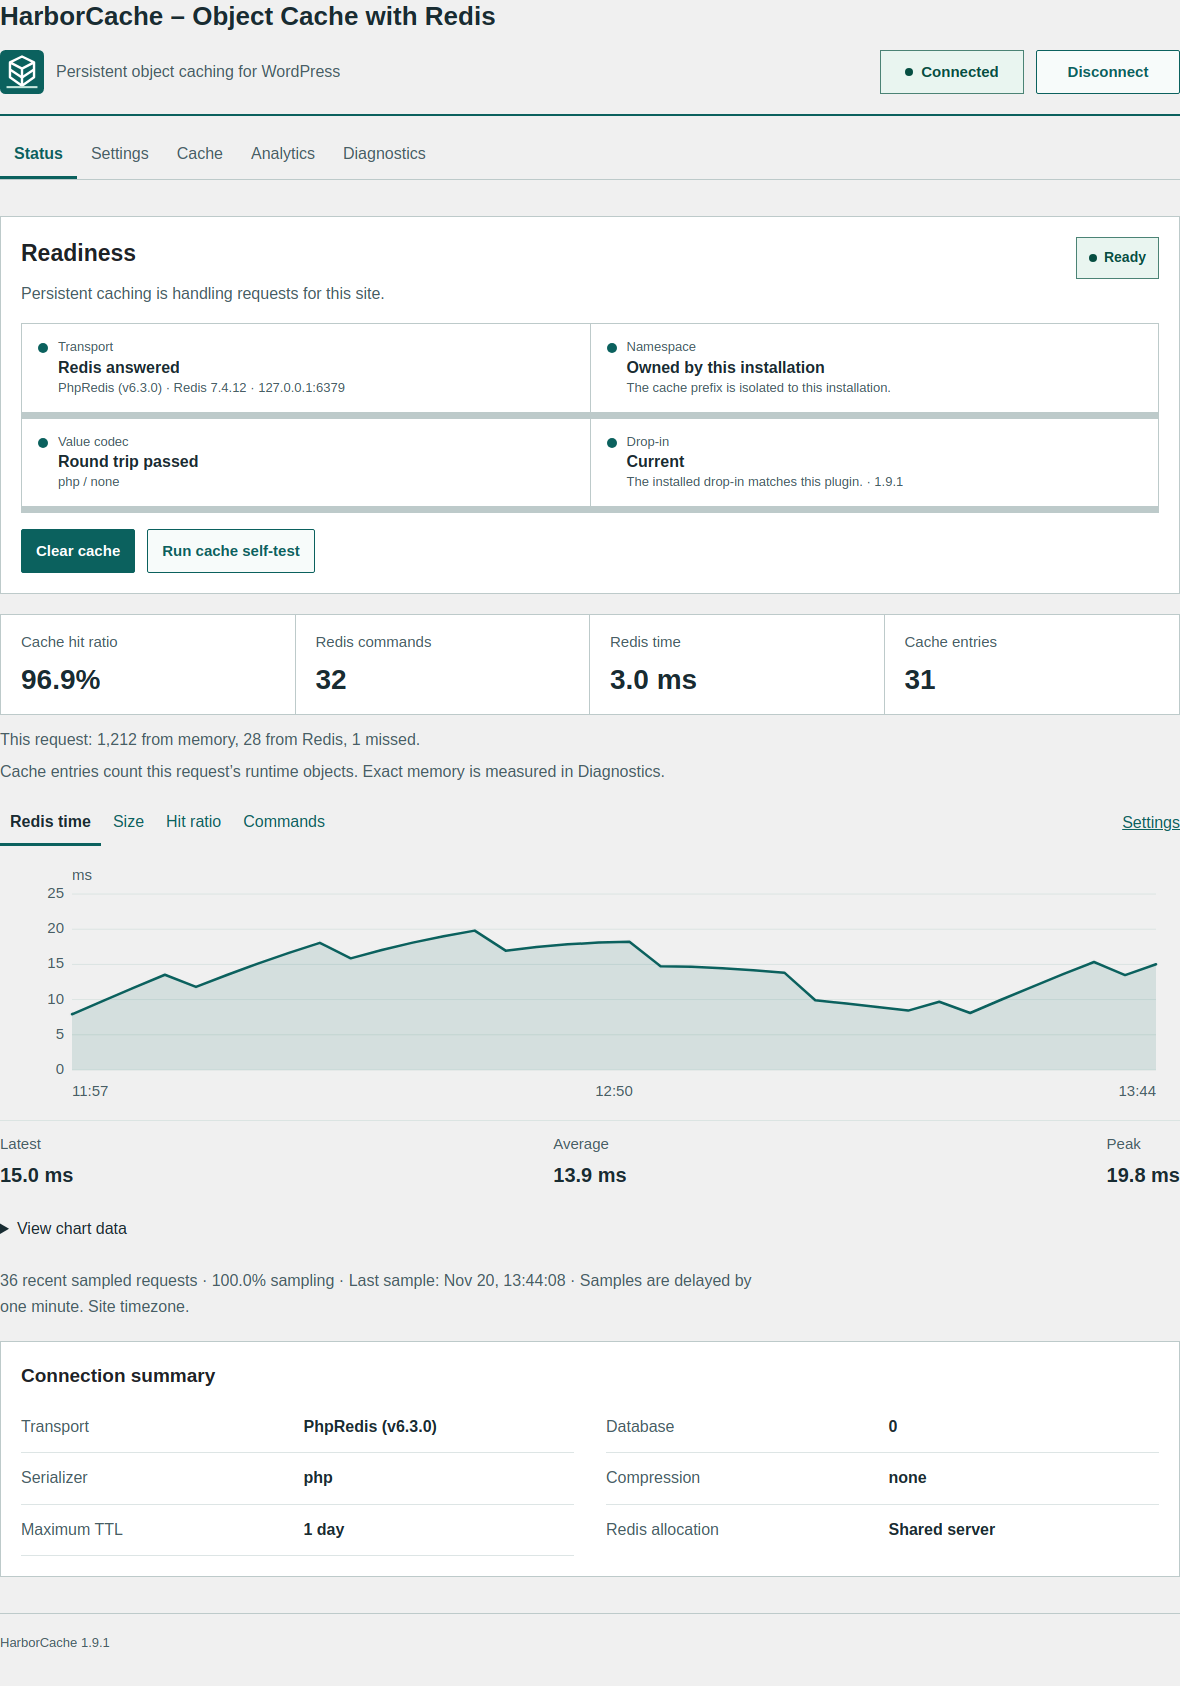 HarborCache – Object Cache with Redis
Persistent object caching for WordPress
Connected
Disconnect
Status
Settings
Cache
Analytics
Diagnostics
Readiness
Ready
Persistent caching is handling requests for this site.
Transport
Redis answered
PhpRedis (v6.3.0) · Redis 7.4.12 · 127.0.0.1:6379
Namespace
Owned by this installation
The cache prefix is isolated to this installation.
Value codec
Round trip passed
php / none
Drop-in
Current
The installed drop-in matches this plugin. · 1.9.1
Clear cache
Run cache self-test
Cache hit ratio
96.9%
Redis commands
32
Redis time
3.0 ms
Cache entries
31
This request: 1,212 from memory, 28 from Redis, 1 missed.
Cache entries count this request’s runtime objects. Exact memory is measured in Diagnostics.
Redis time
Size
Hit ratio
Commands
Settings
ms
25
20
15
10
5
0
11:57
12:50
13:44
Latest
15.0 ms
Average
13.9 ms
Peak
19.8 ms
View chart data
36 recent sampled requests · 100.0% sampling · Last sample: Nov 20, 13:44:08 · Samples are delayed by
one minute. Site timezone.
Connection summary
Transport
PhpRedis (v6.3.0)
Database
0
Serializer
php
Compression
none
Maximum TTL
1 day
Redis allocation
Shared server
HarborCache 1.9.1